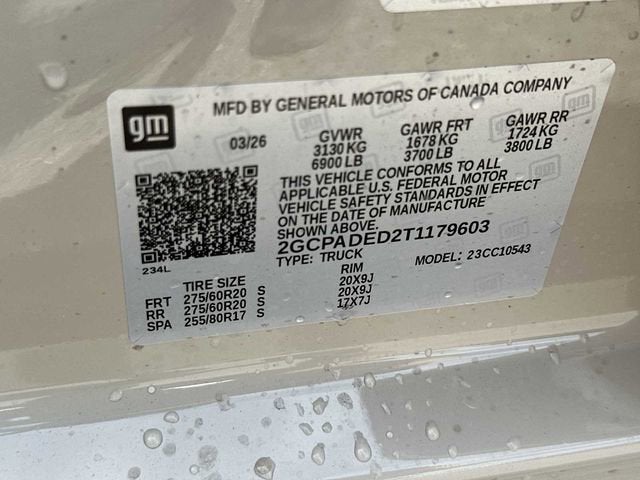 gm
MFD BY GENERAL MOTORS OF CANADA COMPANY
03/26 GVWR GAWR FRT GAWR RR
3130 KG 1678 KG 1724 KG
6900 LB 3700 LB 3800 LB
THIS VEHICLE CONFORMS TO ALL
APPLICABLE U.S. FEDERAL MOTOR
VEHICLE SAFETY STANDARDS IN EFFECT
ON THE DATE OF MANUFACTURE
SHOWN ABOVE.
2GCPADED2T1179603
TYPE: TRUCK MODEL: 23CC10543
234L
TIRE SIZE RIM
FRT 275/60R20 S 20X9J
RR 275/60R20 S 20X9J
SPA 255/80R17 S 17X7J